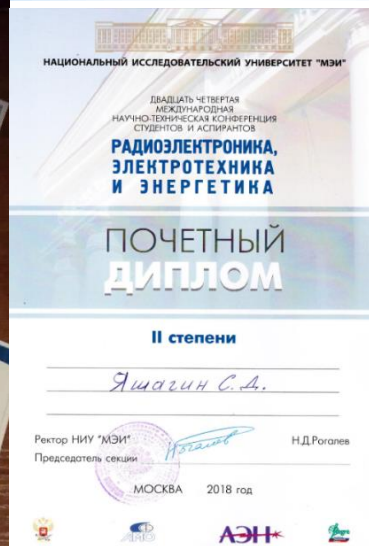 НАЦИОНАЛЬНЫЙ ИССЛЕДОВАТЕЛЬСКИЙ УНИВЕРСИТЕТ "МЭИ"
ДВАДЦАТЬ ЧЕТВЕРТАЯ
МЕЖДУНАРОДНАЯ
НАУЧНО-ТЕХНИЧЕСКАЯ КОНФЕРЕНЦИЯ
СТУДЕНТОВ И АСПИРАНТОВ
РАДИОЭЛЕКТРОНИКА,
ЭЛЕКТРОТЕХНИКА
И ЭНЕРГЕТИКА
ПОЧЕТНЫЙ
ДИПЛОМ
II степени
Яшагин С.Д.
Ректор НИУ "МЭИ"
Н.Д.Рогалев
Председатель секции
МОСКВА 2018 год
АЭН